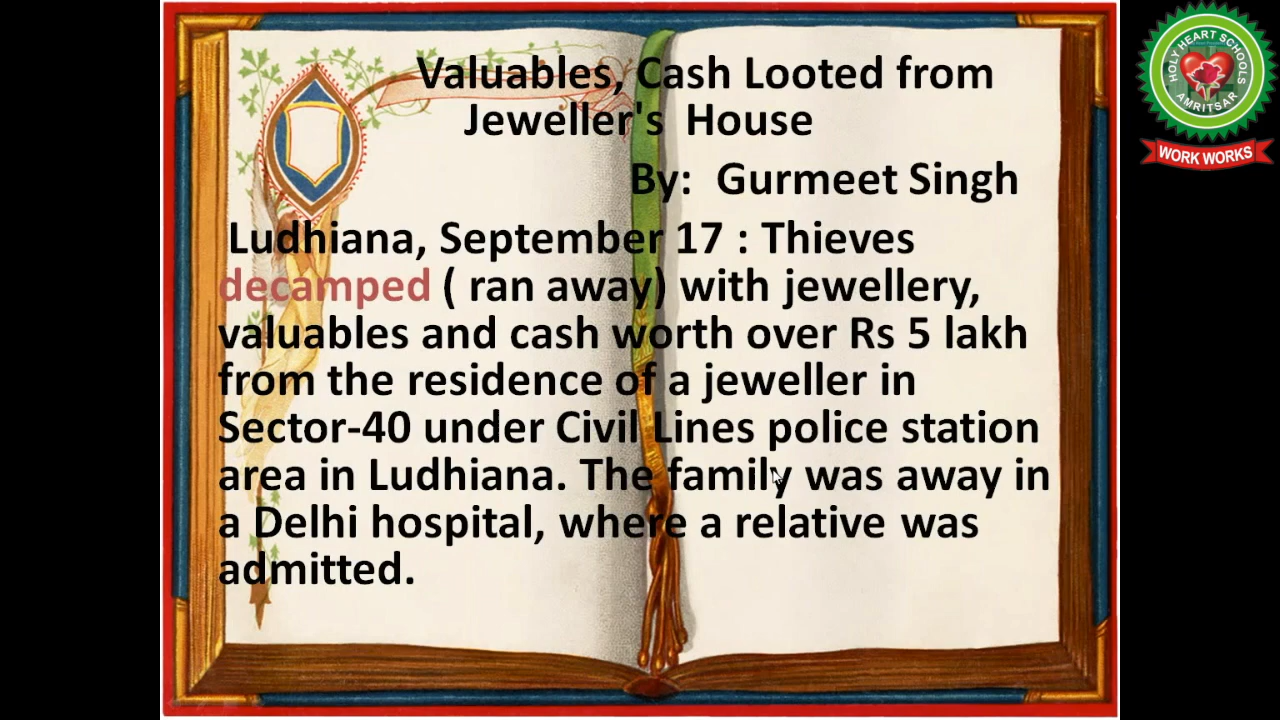 Valuables, Cash Looted from
Jeweller's House
By: Gurmeet Singh
Ludhiana, September 17 : Thieves
decamped ( ran away) with jewellery,
valuables and cash worth over Rs 5 lakh
from the residence of a jeweller in
Sector-40 under Civil Lines police station
area in Ludhiana. The family was away in
a Delhi hospital, where a relative was
admitted.
HOLY HEART SCHOOLS
AMRITSAR
WORK WORKS